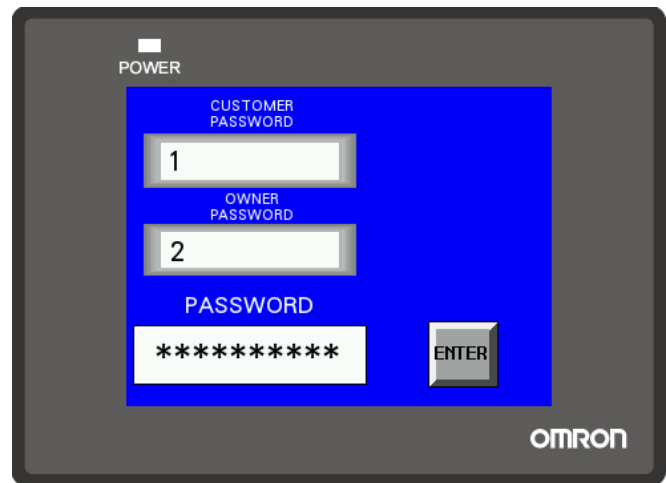 POWER
CUSTOMER
PASSWORD
1
OWNER
PASSWORD
2
PASSWORD
**********
ENTER
OMRON